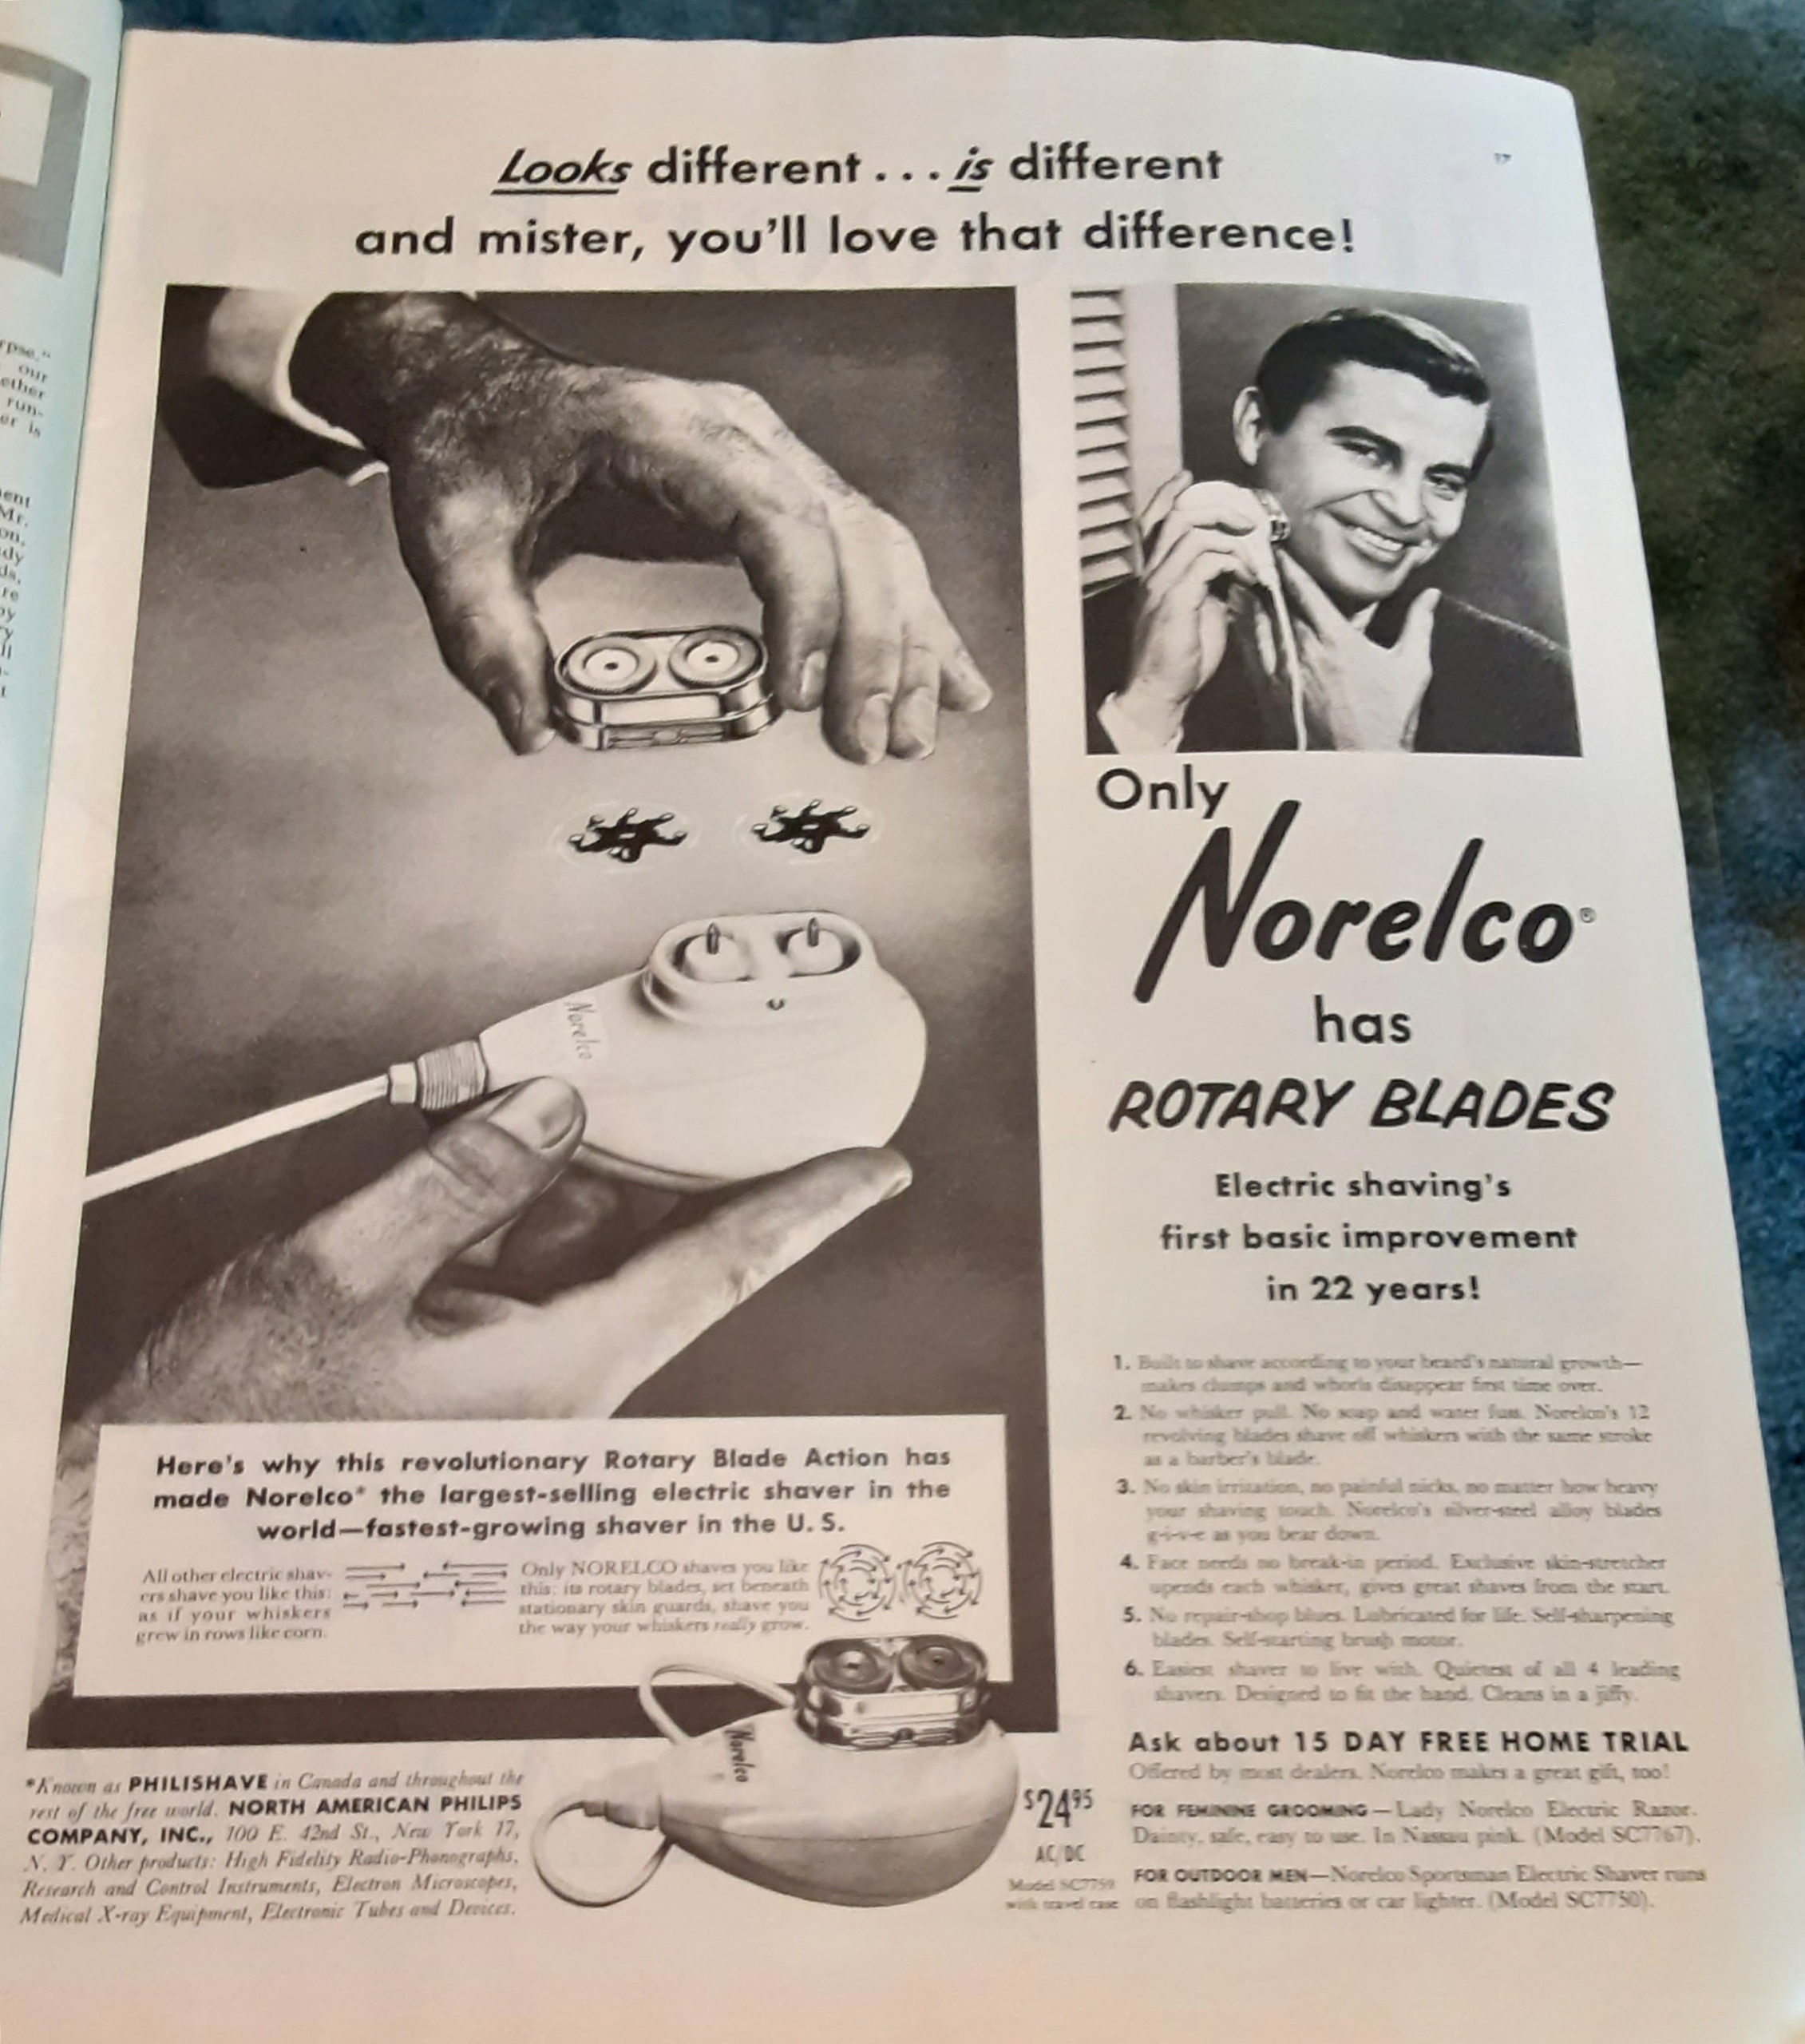 rpse."
our
ether
run-
er is
ent
Mr.
on,
dy
ds,
re
by
ry
ll
t
17
Looks different . . . is different
and mister, you'll love that difference!
Norelco
Here's why this revolutionary Rotary Blade Action has
made Norelco* the largest-selling electric shaver in the
world—fastest-growing shaver in the U. S.
All other electric shav-
ers shave you like this:
as if your whiskers
grew in rows like corn.
Only NORELCO shaves you like
this: its rotary blades, set beneath
stationary skin guards, shave you
the way your whiskers really grow.
Norelco
*Known as PHILISHAVE in Canada and throughout the
rest of the free world. NORTH AMERICAN PHILIPS
COMPANY, INC., 100 E. 42nd St., New York 17,
N. Y. Other products: High Fidelity Radio-Phonographs,
Research and Control Instruments, Electron Microscopes,
Medical X-ray Equipment, Electronic Tubes and Devices.
$24.95
AC/DC
Model SC7759
with travel case
Only
Norelco®
has
ROTARY BLADES
Electric shaving's
first basic improvement
in 22 years!
1. Built to shave according to your beard's natural growth—
makes clumps and whorls disappear first time over.
2. No whisker pull. No soap and water fuss. Norelco's 12
revolving blades shave off whiskers with the same stroke
as a barber's blade.
3. No skin irritation, no painful nicks, no matter how heavy
your shaving touch. Norelco's silver-steel alloy blades
g-i-v-e as you bear down.
4. Face needs no break-in period. Exclusive skin-stretcher
upends each whisker, gives great shaves from the start.
5. No repair-shop blues. Lubricated for life. Self-sharpening
blades. Self-starting brush motor.
6. Easiest shaver to live with. Quietest of all 4 leading
shavers. Designed to fit the hand. Cleans in a jiffy.
Ask about 15 DAY FREE HOME TRIAL
Offered by most dealers. Norelco makes a great gift, too!
FOR FEMININE GROOMING—Lady Norelco Electric Razor.
Dainty, safe, easy to use. In Nassau pink. (Model SC7767).
FOR OUTDOOR MEN—Norelco Sportsman Electric Shaver runs
on flashlight batteries or car lighter. (Model SC7750).